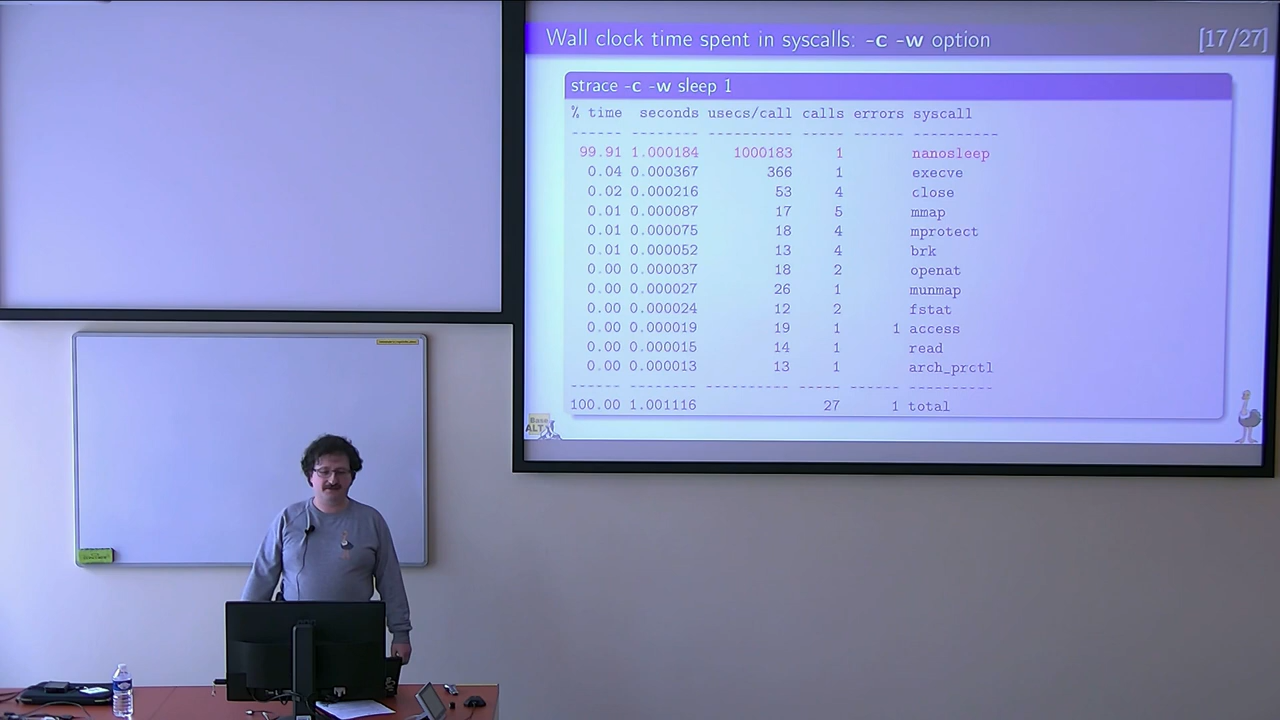 Wall clock time spent in syscalls: -c -w option [17/27]
strace -c -w sleep 1
% time seconds usecs/call calls errors syscall
------ -------- ---------- ----- ------ ----------
99.91 1.000184 1000183 1 nanosleep
0.04 0.000367 366 1 execve
0.02 0.000216 53 4 close
0.01 0.000087 17 5 mmap
0.01 0.000075 18 4 mprotect
0.01 0.000052 13 4 brk
0.00 0.000037 18 2 openat
0.00 0.000027 26 1 munmap
0.00 0.000024 12 2 fstat
0.00 0.000019 19 1 1 access
0.00 0.000015 14 1 read
0.00 0.000013 13 1 arch_prctl
------ -------- ---------- ----- ------ ----------
100.00 1.001116 27 1 total
Base
ALT